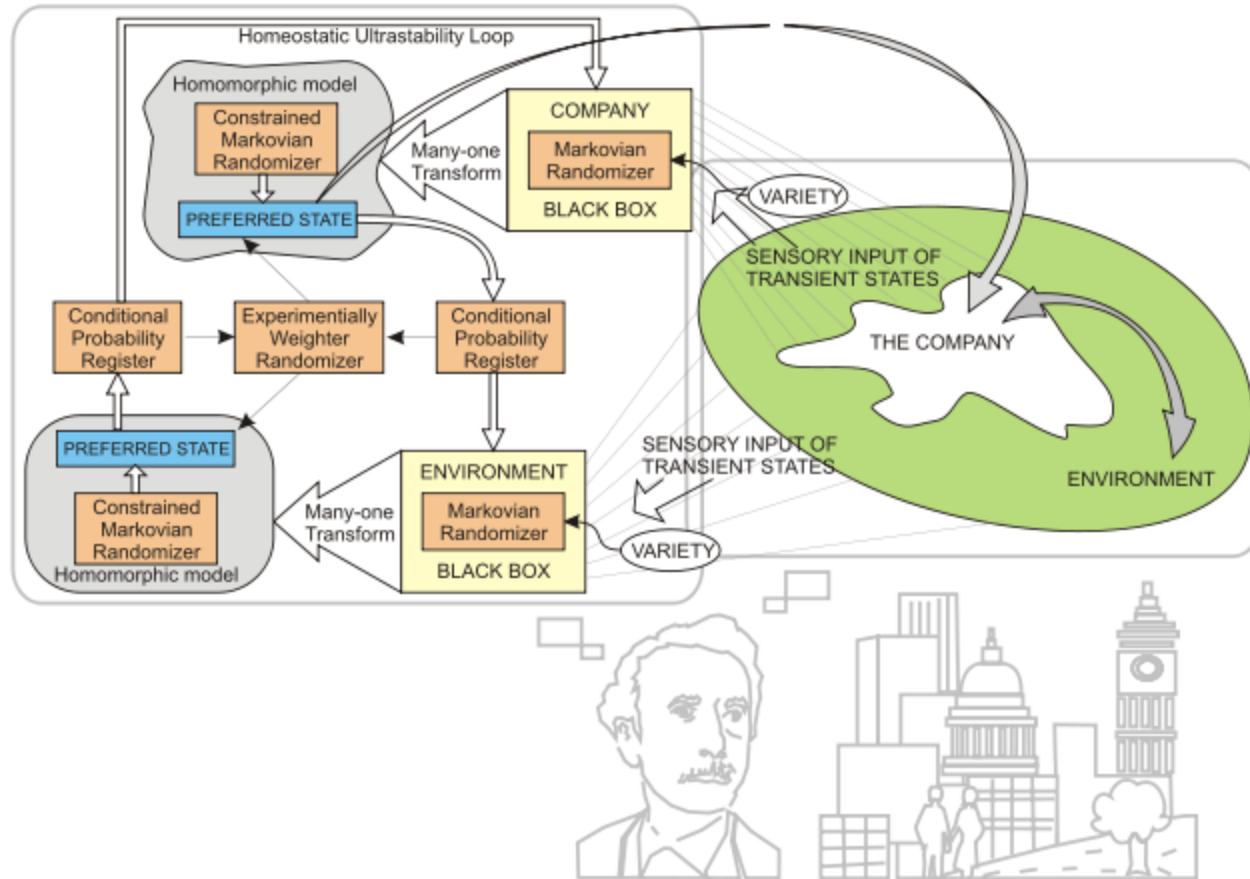 Homeostatic Ultrastability Loop
Homomorphic model
Constrained
Markovian
Randomizer
PREFERRED STATE
Many-one
Transform
COMPANY
Markovian
Randomizer
BLACK BOX
VARIETY
SENSORY INPUT OF
TRANSIENT STATES
THE COMPANY
ENVIRONMENT
Conditional
Probability
Register
Experimentially
Weighter
Randomizer
Conditional
Probability
Register
PREFERRED STATE
Constrained
Markovian
Randomizer
Homomorphic model
Many-one
Transform
ENVIRONMENT
Markovian
Randomizer
BLACK BOX
SENSORY INPUT OF
TRANSIENT STATES
VARIETY